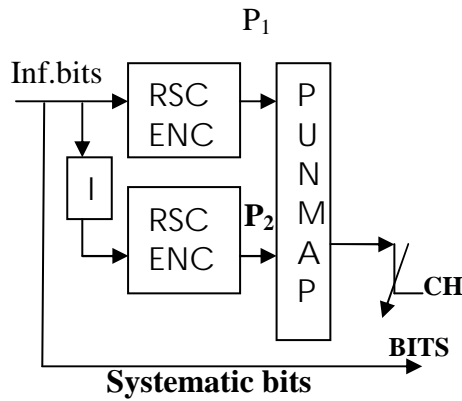 P1
Inf.bits
RSC
ENC
I
RSC
ENC
P2
P
U
N
M
A
P
CH
BITS
Systematic bits